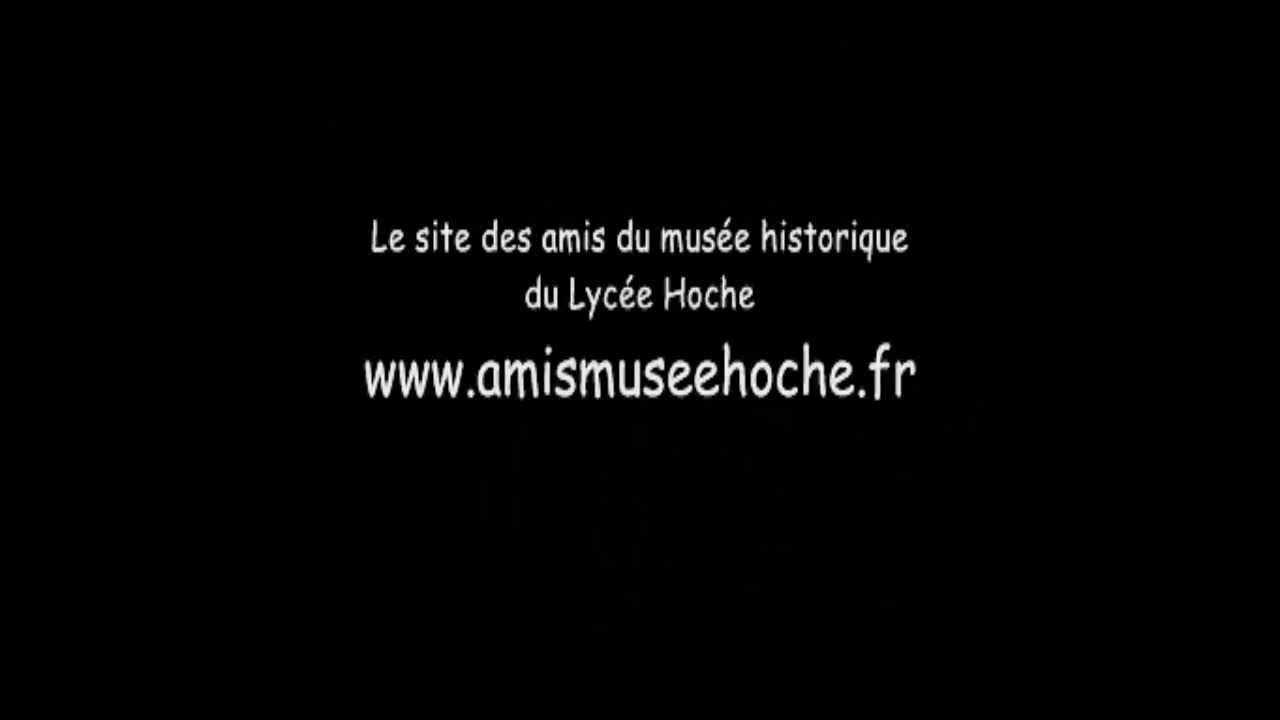 Le site des amis du musée historique
du Lycée Hoche
www.amismuseehoche.fr